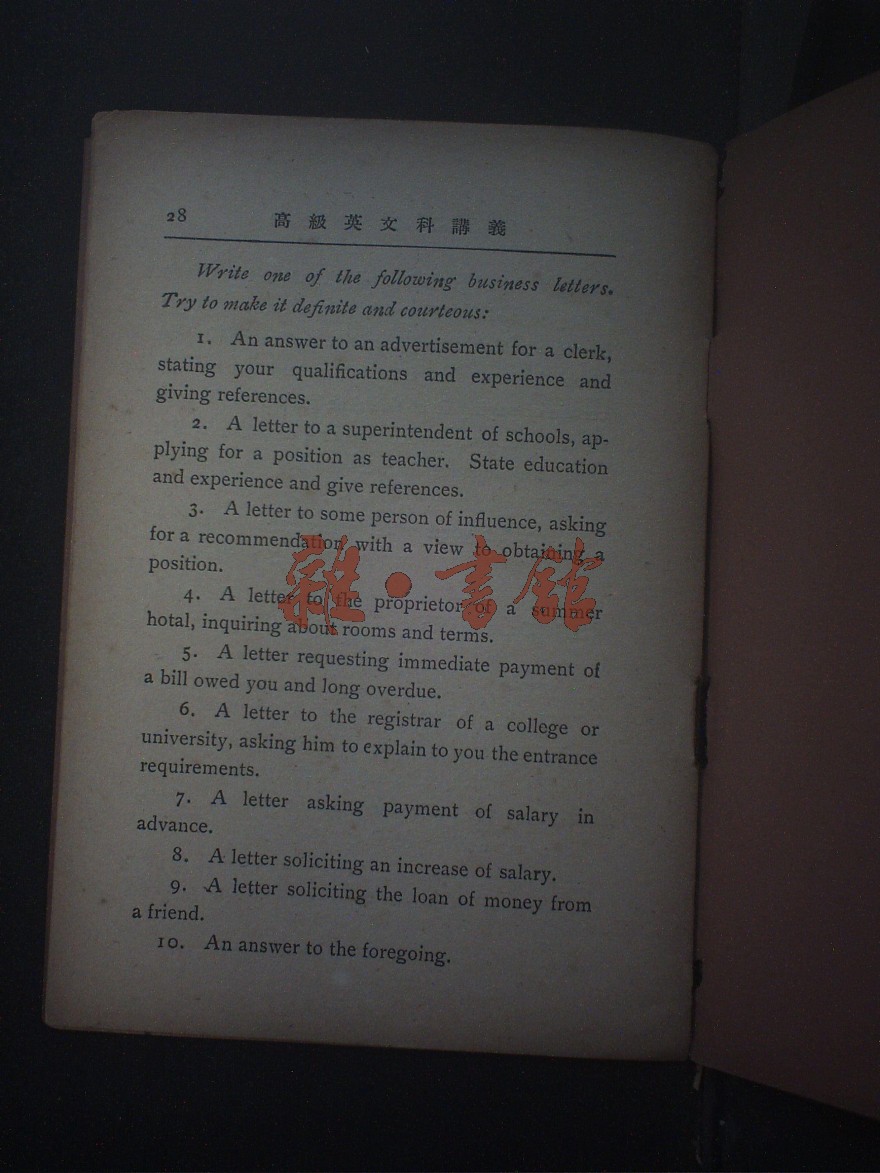 28 高級英文科講義
Write one of the following business letters.
Try to make it definite and courteous:
1. An answer to an advertisement for a clerk,
stating your qualifications and experience and
giving references.
2. A letter to a superintendent of schools, ap-
plying for a position as teacher. State education
and experience and give references.
3. A letter to some person of influence, asking
for a recommendation with a view to obtaining a
position.
4. A letter to the proprietor of a summer
hotal, inquiring about rooms and terms.
雜·書館
5. A letter requesting immediate payment of
a bill owed you and long overdue.
6. A letter to the registrar of a college or
university, asking him to explain to you the entrance
requirements.
7. A letter asking payment of salary in
advance.
8. A letter soliciting an increase of salary.
9. A letter soliciting the loan of money from
a friend.
10. An answer to the foregoing.